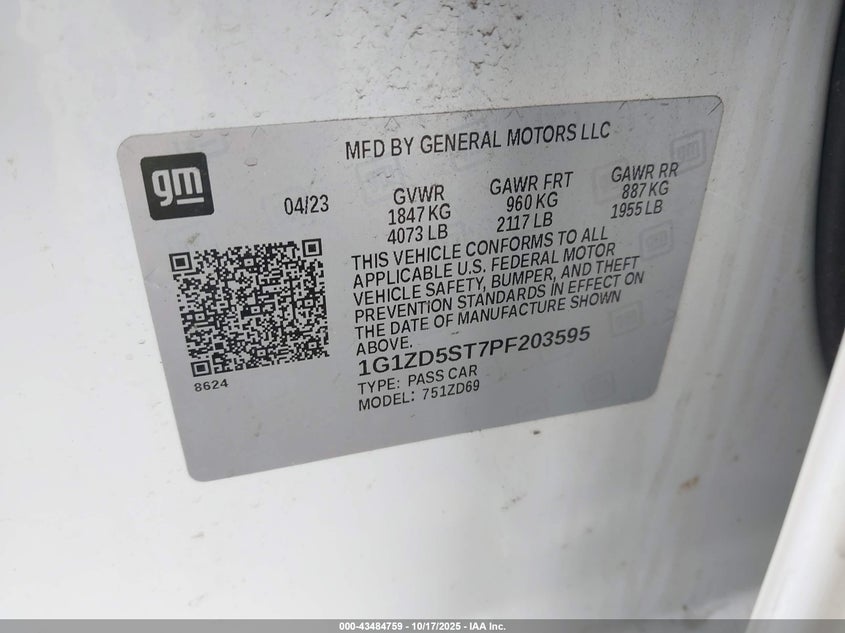 MFD BY GENERAL MOTORS LLC
gm
04/23
GVWR
1847 KG
4073 LB
GAWR FRT
960 KG
2117 LB
GAWR RR
887 KG
1955 LB
THIS VEHICLE CONFORMS TO ALL
APPLICABLE U.S. FEDERAL MOTOR
VEHICLE SAFETY, BUMPER, AND THEFT
PREVENTION STANDARDS IN EFFECT ON
THE DATE OF MANUFACTURE SHOWN
ABOVE.
1G1ZD5ST7PF203595
TYPE: PASS CAR
MODEL: 751ZD69
8624
000-43484759 - 10/17/2025 - IAA Inc.